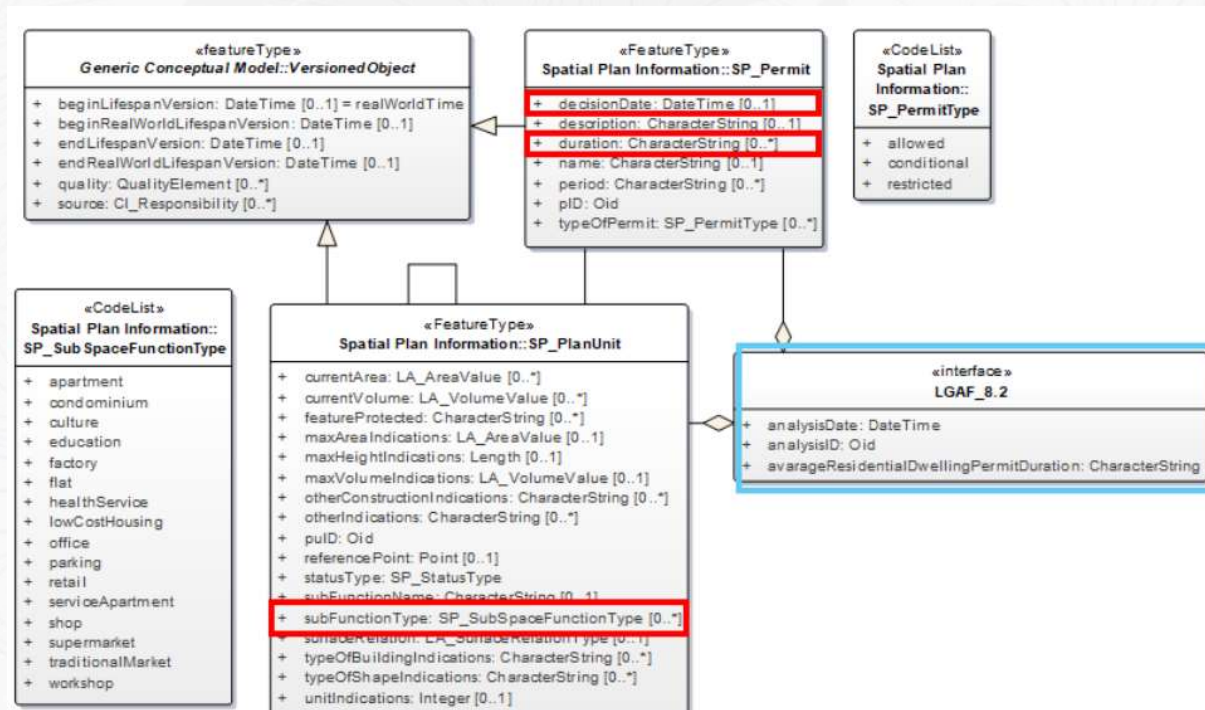 «featureType»
Generic Conceptual Model::VersionedObject
+ beginLifespanVersion: DateTime [0..1] = realWorldTime
+ beginRealWorldLifespanVersion: DateTime [0..1]
+ endLifespanVersion: DateTime [0..1]
+ endRealWorldLifespanVersion: DateTime [0..1]
+ quality: QualityElement [0..*]
+ source: CI_Responsibility [0..*]
«FeatureType»
Spatial Plan Information::SP_Permit
+ decisionDate: DateTime [0..1]
+ description: CharacterString [0..1]
+ duration: CharacterString [0..*]
+ name: CharacterString [0..1]
+ period: CharacterString [0..*]
+ pID: Oid
+ typeOfPermit: SP_PermitType [0..*]
«CodeList»
Spatial Plan
Information::
SP_PermitType
+ allowed
+ conditional
+ restricted
«CodeList»
Spatial Plan Information::
SP_SubSpaceFunctionType
+ apartment
+ condominium
+ culture
+ education
+ factory
+ flat
+ healthService
+ lowCostHousing
+ office
+ parking
+ retail
+ serviceApartment
+ shop
+ supermarket
+ traditionalMarket
+ workshop
«FeatureType»
Spatial Plan Information::SP_PlanUnit
+ currentArea: LA_AreaValue [0..*]
+ currentVolume: LA_VolumeValue [0..*]
+ featureProtected: CharacterString [0..*]
+ maxAreaIndications: LA_AreaValue [0..1]
+ maxHeightIndications: Length [0..1]
+ maxVolumeIndications: LA_VolumeValue [0..1]
+ otherConstructionIndications: CharacterString [0..*]
+ otherIndications: CharacterString [0..*]
+ puID: Oid
+ referencePoint: Point [0..1]
+ statusType: SP_StatusType
+ subFunctionName: CharacterString [0..1]
+ subFunctionType: SP_SubSpaceFunctionType [0..*]
+ surfaceRelation: LA_SurfaceRelationType [0..1]
+ typeOfBuildingIndications: CharacterString [0..*]
+ typeOfShapeIndications: CharacterString [0..*]
+ unitIndications: Integer [0..1]
«interface»
LGAF_8.2
+ analysisDate: DateTime
+ analysisID: Oid
+ avarageResidentialDwellingPermitDuration: CharacterString